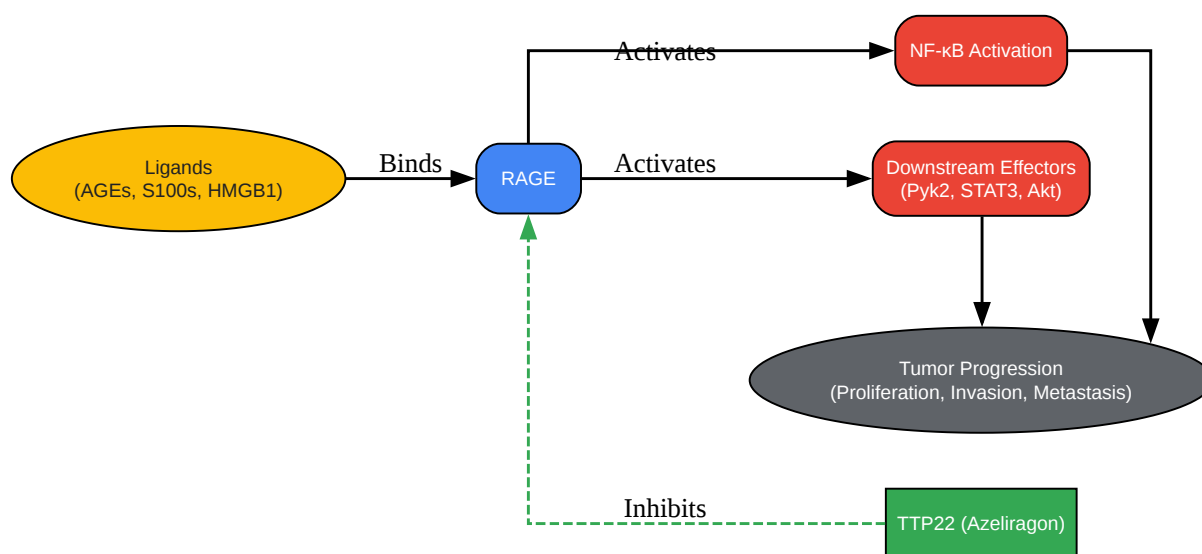 Activates
NF-κB Activation
Ligands
(AGEs, S100s, HMGB1)
Binds
RAGE
Activates
Downstream Effectors
(Pyk2, STAT3, Akt)
Tumor Progression
(Proliferation, Invasion, Metastasis)
Inhibits
TTP22 (Azeliragon)